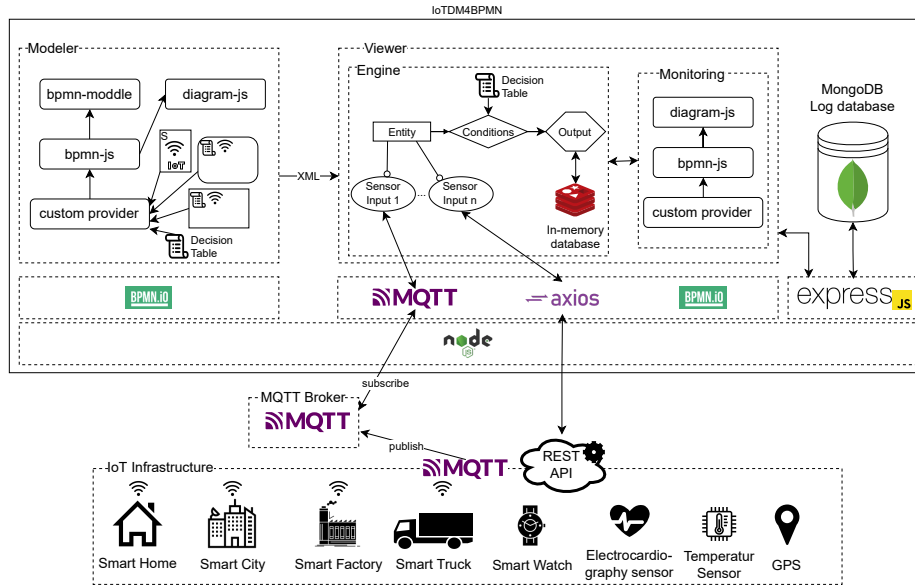 IoTDM4BPMN
Modeler
bpmn-moddle
diagram-js
bpmn-js
S
IoT
custom provider
Decision
Table
XML
Viewer
Engine
Decision
Table
Entity
Conditions
Output
Sensor
Input 1
...
Sensor
Input n
In-memory
database
Monitoring
diagram-js
bpmn-js
custom provider
MongoDB
Log database
BPMN.iO
MQTT
axios
BPMN.iO
express
JS
node
JS
subscribe
MQTT Broker
MQTT
publish
MQTT
REST
API
IoT Infrastructure
Smart Home
Smart City
Smart Factory
Smart Truck
Smart Watch
Electrocardio-
graphy sensor
Temperatur
Sensor
GPS